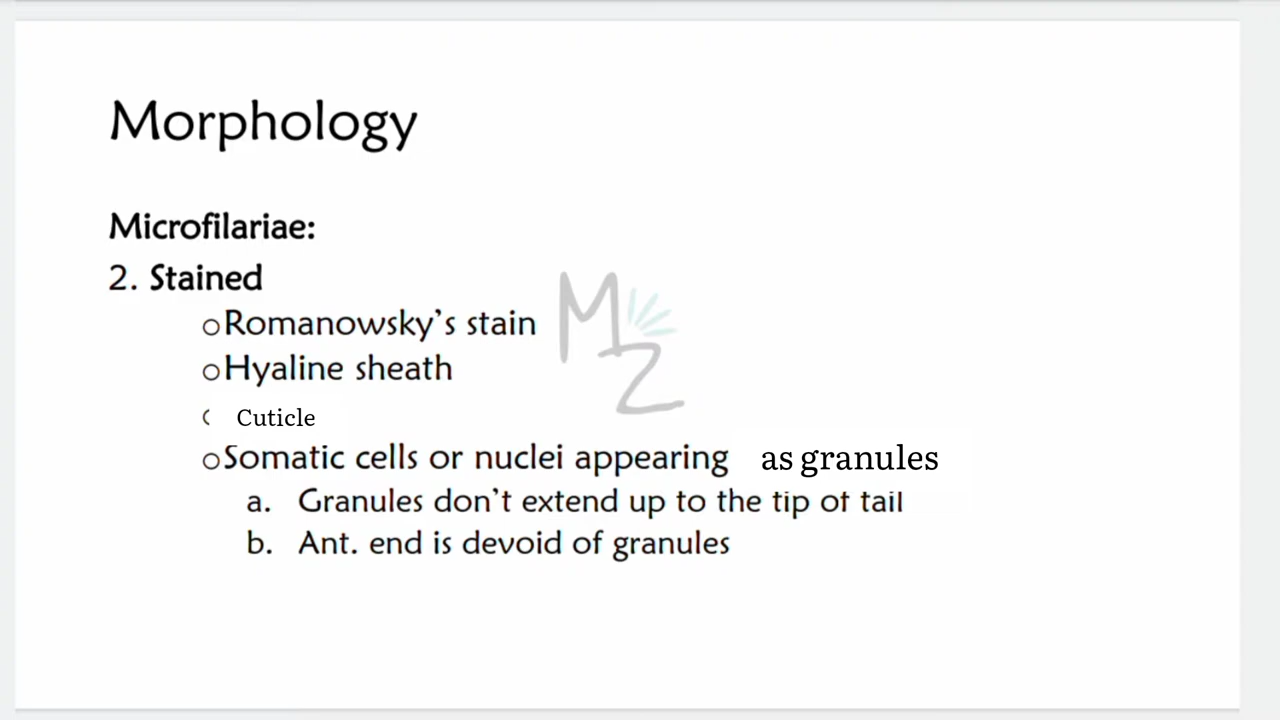 Morphology
Microfilariae:
2. Stained
○Romanowsky's stain
○Hyaline sheath
Cuticle
○Somatic cells or nuclei appearing as granules
a. Granules don't extend up to the tip of tail
b. Ant. end is devoid of granules
MZ